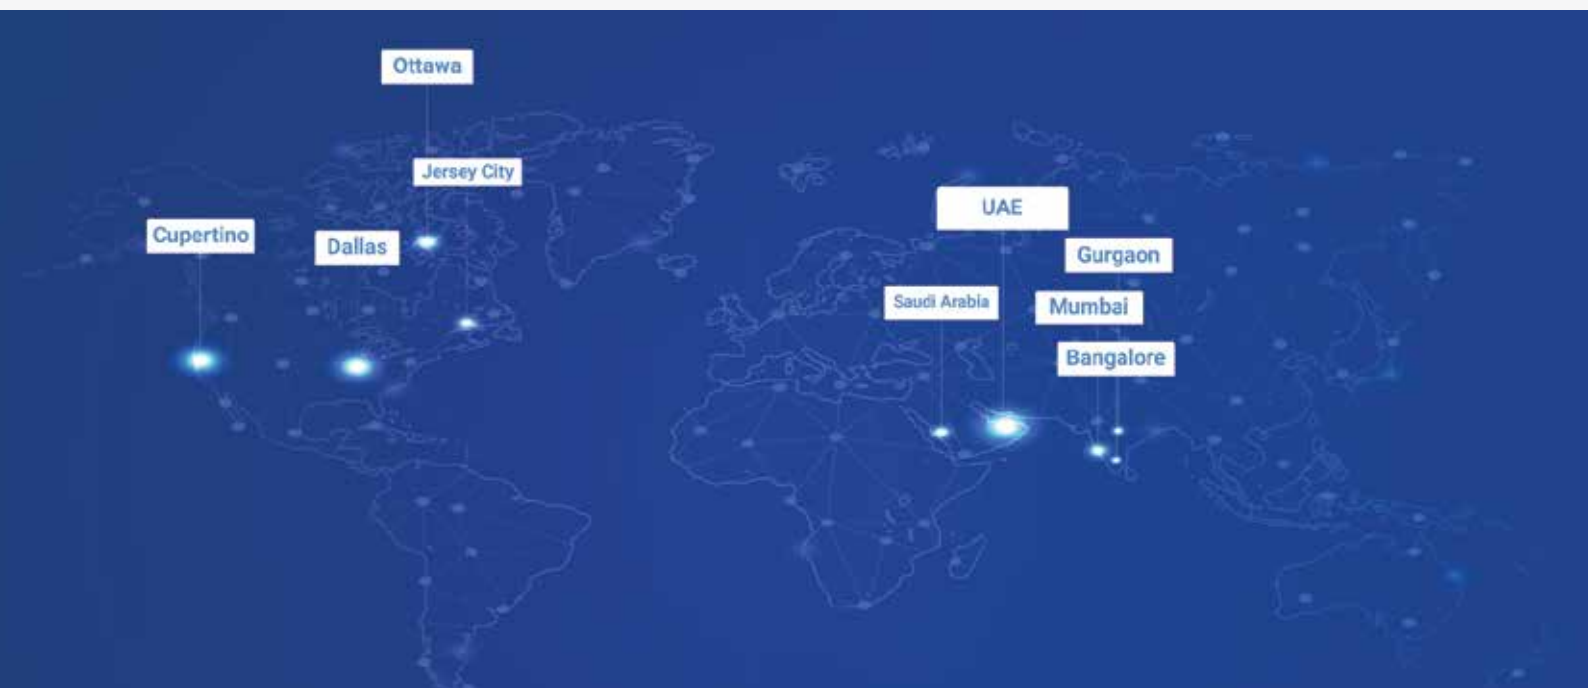 Ottawa
Jersey City
Cupertino
Dallas
UAE
Gurgaon
Saudi Arabia
Mumbai
Bangalore